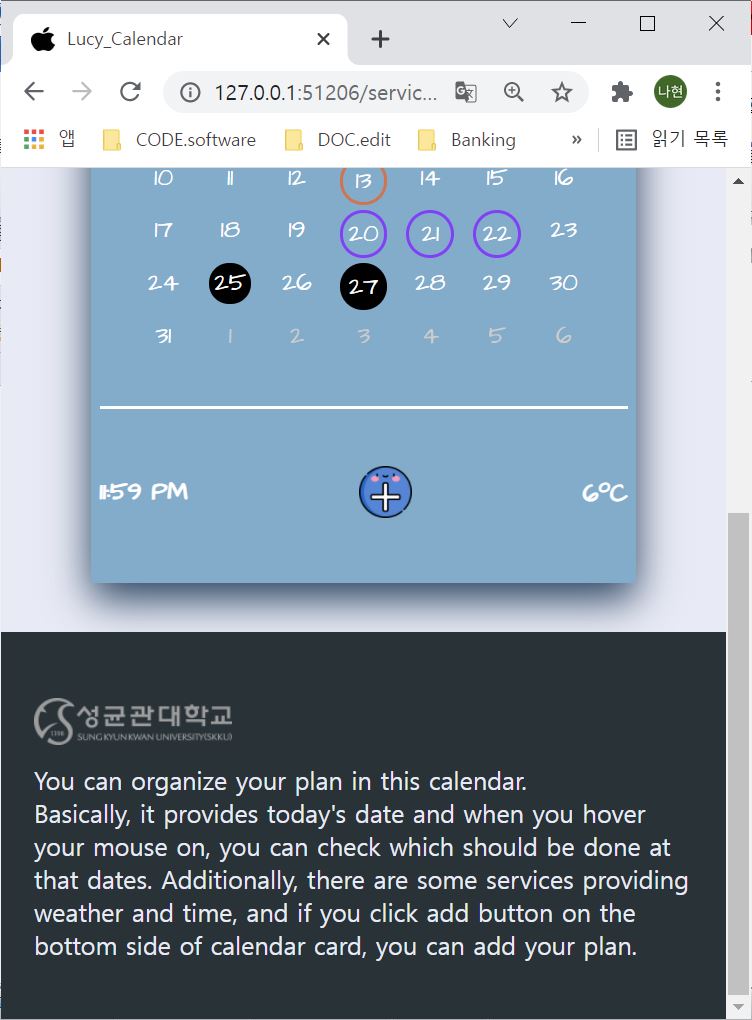 Lucy_Calendar
127.0.0.1:51206/servic...
나현
앱 CODE.software DOC.edit Banking » 읽기 목록
10 11 12 13 14 15 16
17 18 19 20 21 22 23
24 25 26 27 28 29 30
31 1 2 3 4 5 6
11:59 PM 6°C
1398
성균관대학교
SUNG KYUN KWAN UNIVERSITY(SKKU)
You can organize your plan in this calendar.
Basically, it provides today's date and when you hover
your mouse on, you can check which should be done at
that dates. Additionally, there are some services providing
weather and time, and if you click add button on the
bottom side of calendar card, you can add your plan.